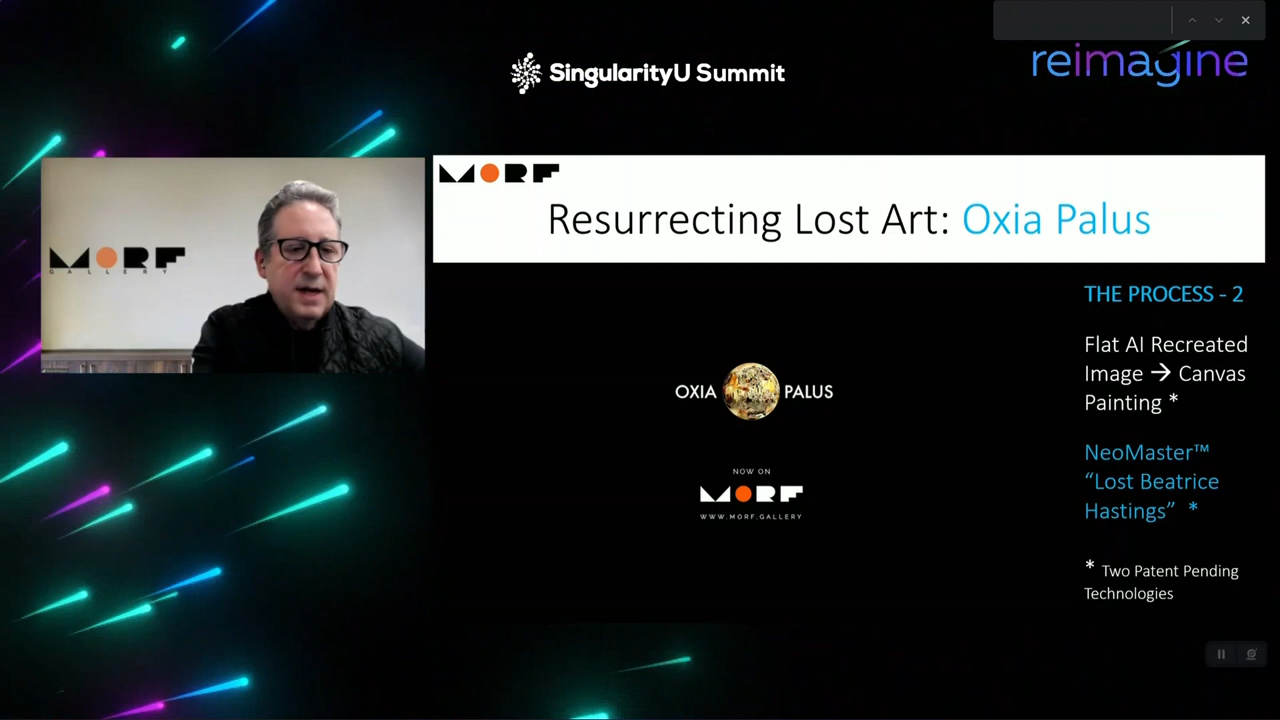 SingularityU Summit
reimagine
MORF
GALLERY
MORF
Resurrecting Lost Art: Oxia Palus
THE PROCESS - 2
Flat AI Recreated
Image → Canvas
Painting *
NeoMaster™
“Lost Beatrice
Hastings” *
* Two Patent Pending
Technologies
OXIA PALUS
NOW ON
MORF
WWW.MORF.GALLERY